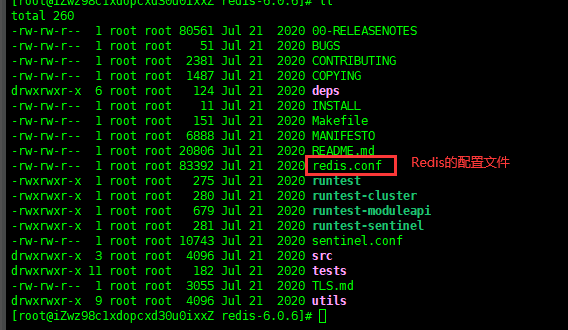 [root@iZwz98c1xdopcxd30u0ixxZ redis-6.0.6]# ll
total 260
-rw-rw-r-- 1 root root 80561 Jul 21 2020 00-RELEASENOTES
-rw-rw-r-- 1 root root 51 Jul 21 2020 BUGS
-rw-rw-r-- 1 root root 2381 Jul 21 2020 CONTRIBUTING
-rw-rw-r-- 1 root root 1487 Jul 21 2020 COPYING
drwxrwxr-x 6 root root 124 Jul 21 2020 deps
-rw-rw-r-- 1 root root 11 Jul 21 2020 INSTALL
-rw-rw-r-- 1 root root 151 Jul 21 2020 Makefile
-rw-rw-r-- 1 root root 6888 Jul 21 2020 MANIFESTO
-rw-rw-r-- 1 root root 20806 Jul 21 2020 README.md
-rw-rw-r-- 1 root root 83392 Jul 21 2020 redis.conf Redis的配置文件
-rwxrwxr-x 1 root root 275 Jul 21 2020 runtest
-rwxrwxr-x 1 root root 280 Jul 21 2020 runtest-cluster
-rwxrwxr-x 1 root root 679 Jul 21 2020 runtest-moduleapi
-rwxrwxr-x 1 root root 281 Jul 21 2020 runtest-sentinel
-rw-rw-r-- 1 root root 10743 Jul 21 2020 sentinel.conf
drwxrwxr-x 3 root root 4096 Jul 21 2020 src
drwxrwxr-x 11 root root 182 Jul 21 2020 tests
-rw-rw-r-- 1 root root 3055 Jul 21 2020 TLS.md
drwxrwxr-x 9 root root 4096 Jul 21 2020 utils
[root@iZwz98c1xdopcxd30u0ixxZ redis-6.0.6]#